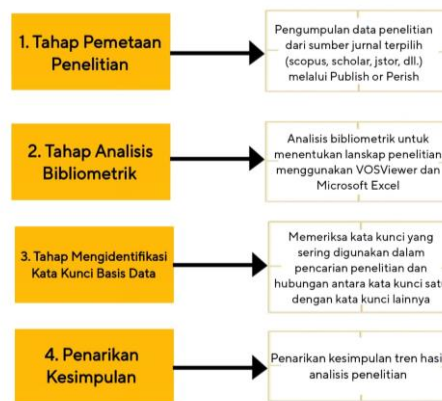 1. Tahap Pemetaan
Penelitian
Pengumpulan data penelitian
dari sumber jurnal terpilih
(scopus, scholar, jstor, dll.)
melalui Publish or Perish
2. Tahap Analisis
Bibliometrik
Analisis bibliometrik untuk
menentukan lanskap penelitian
menggunakan VOSViewer dan
Microsoft Excel
3. Tahap Mengidentifikasi
Kata Kunci Basis Data
Memeriksa kata kunci yang
sering digunakan dalam
pencarian penelitian dan
hubungan antara kata kunci satu
dengan kata kunci lainnya
4. Penarikan
Kesimpulan
Penarikan kesimpulan tren hasi
analisis penelitian